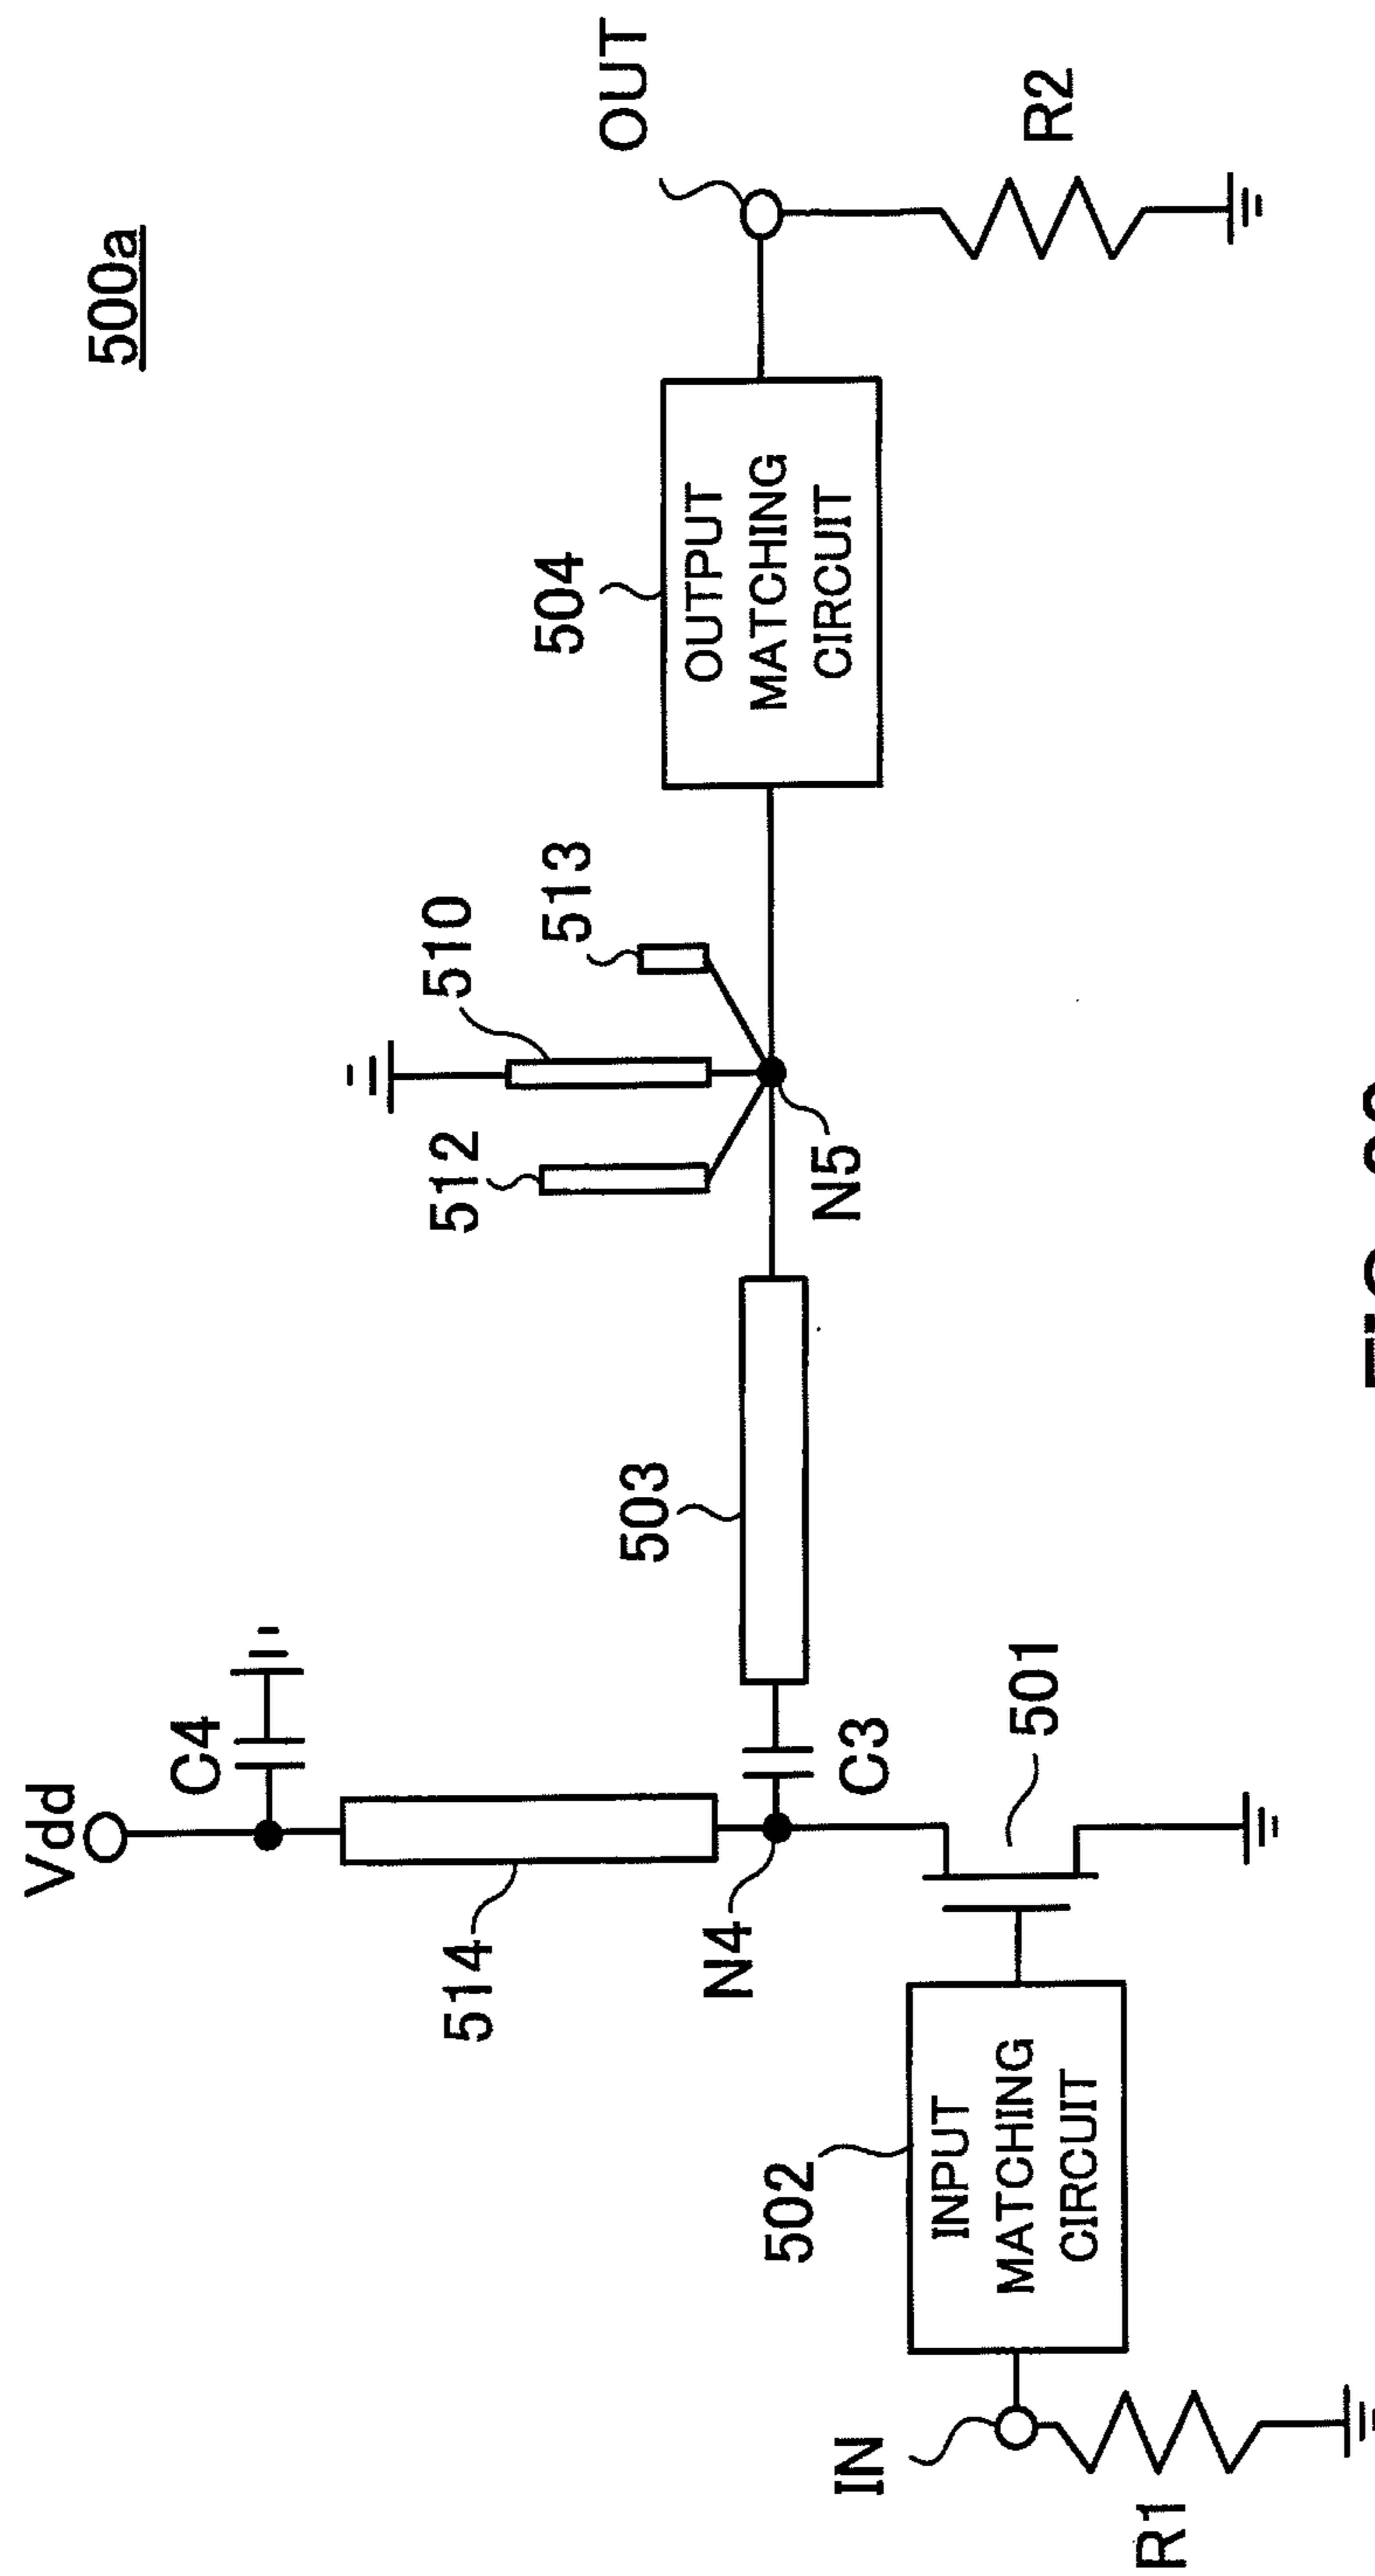 500a
Vdd
C4
514
N4
C3
503
512
510
513
N5
504
OUTPUT
MATCHING
CIRCUIT
OUT
R2
501
502
INPUT
MATCHING
CIRCUIT
IN
R1